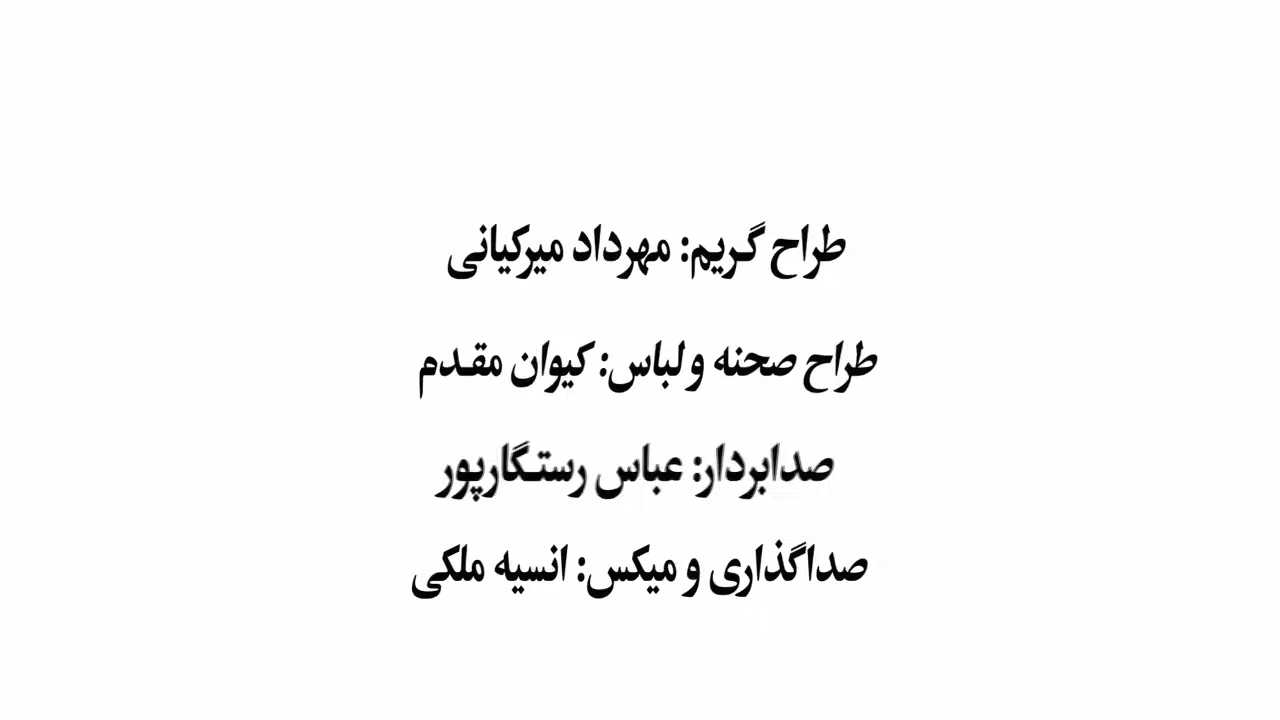 طراح گریم: مهرداد میرکیانی
طراح صحنه و لباس: کیوان مقدم
صدابردار: عباس رستگارپور
صداگذاری و میکس: انسیه ملکی